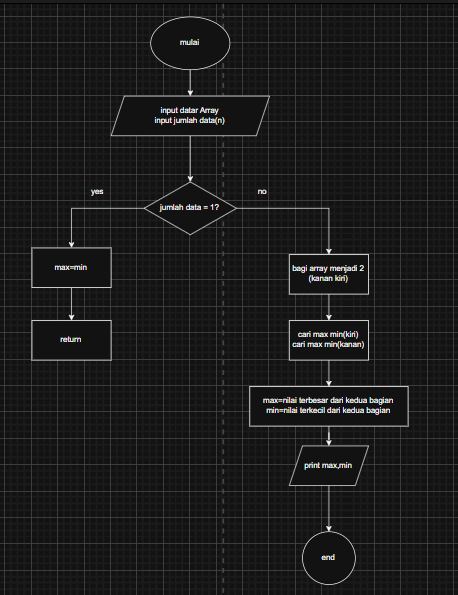 mulai
input datar Array
input jumlah data(n)
yes
no
jumlah data = 1?
max=min
return
bagi array menjadi 2
(kanan kiri)
cari max min(kiri)
cari max min(kanan)
max=nilai terbesar dari kedua bagian
min=nilai terkecil dari kedua bagian
print max,min
end